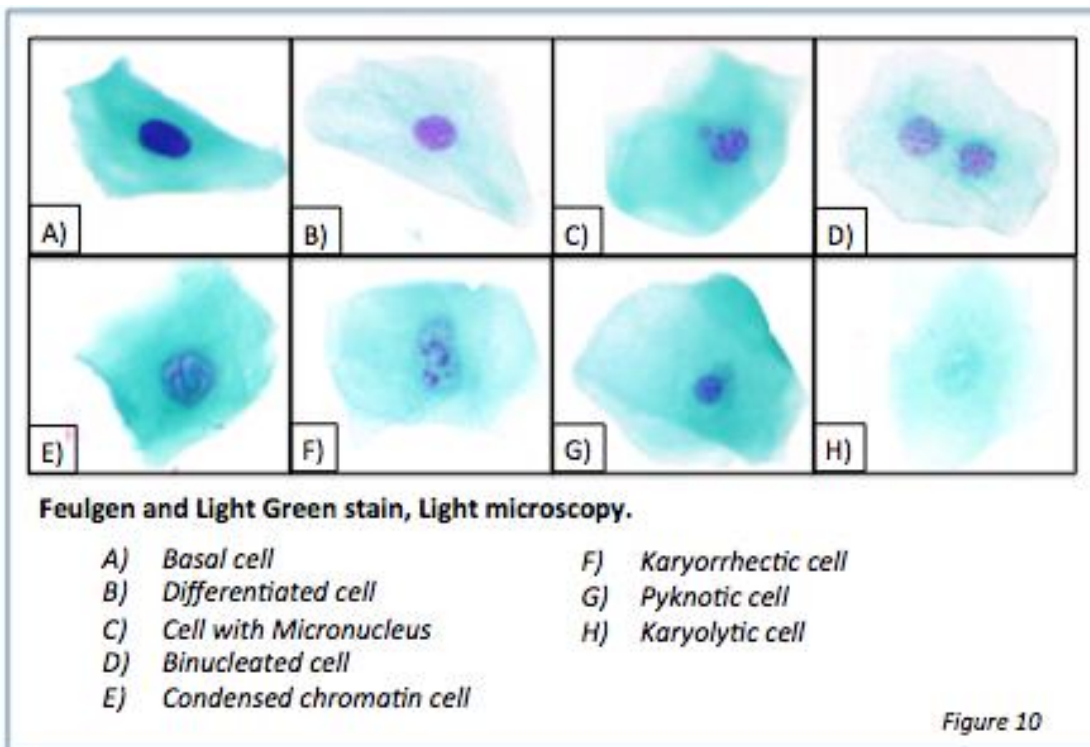 A)
B)
C)
D)
E)
F)
G)
H)
Feulgen and Light Green stain, Light microscopy.
A) Basal cell
B) Differentiated cell
C) Cell with Micronucleus
D) Binucleated cell
E) Condensed chromatin cell
F) Karyorrhectic cell
G) Pyknotic cell
H) Karyolytic cell
Figure 10